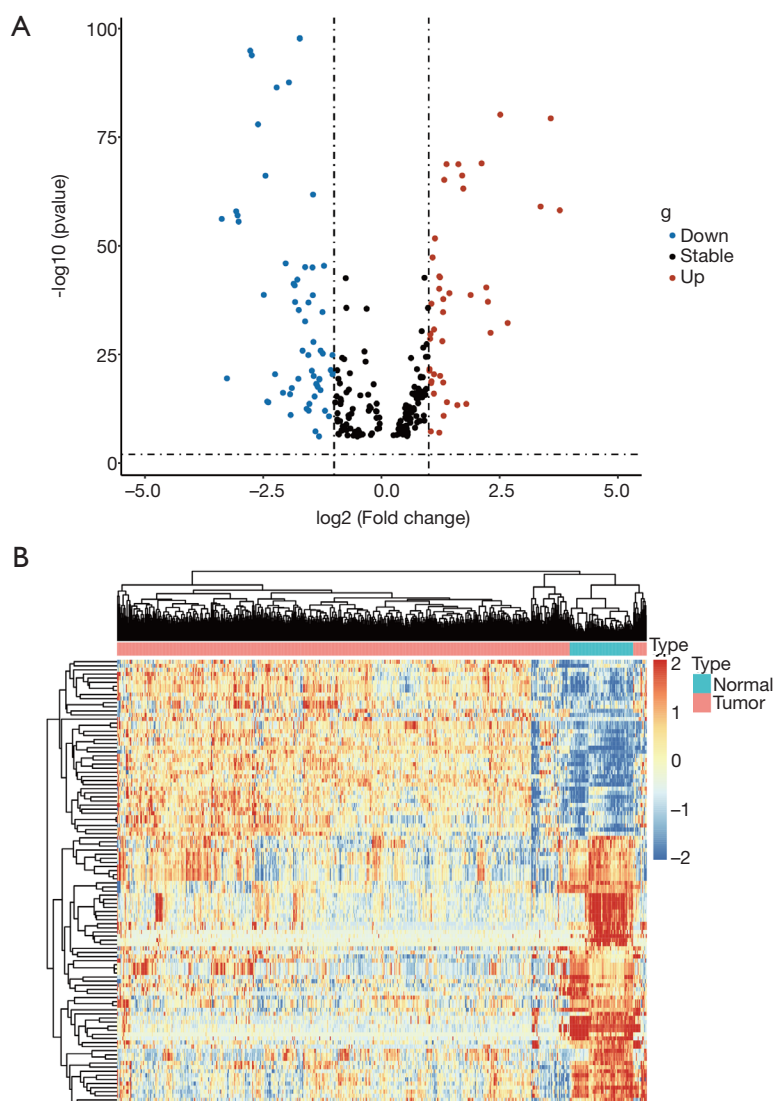 A
100
75
50
25
0
-log10 (pvalue)
−5.0 −2.5 0.0 2.5 5.0
log2 (Fold change)
g
Down
Stable
Up
B
Type
2
1
0
−1
−2
Type
Normal
Tumor